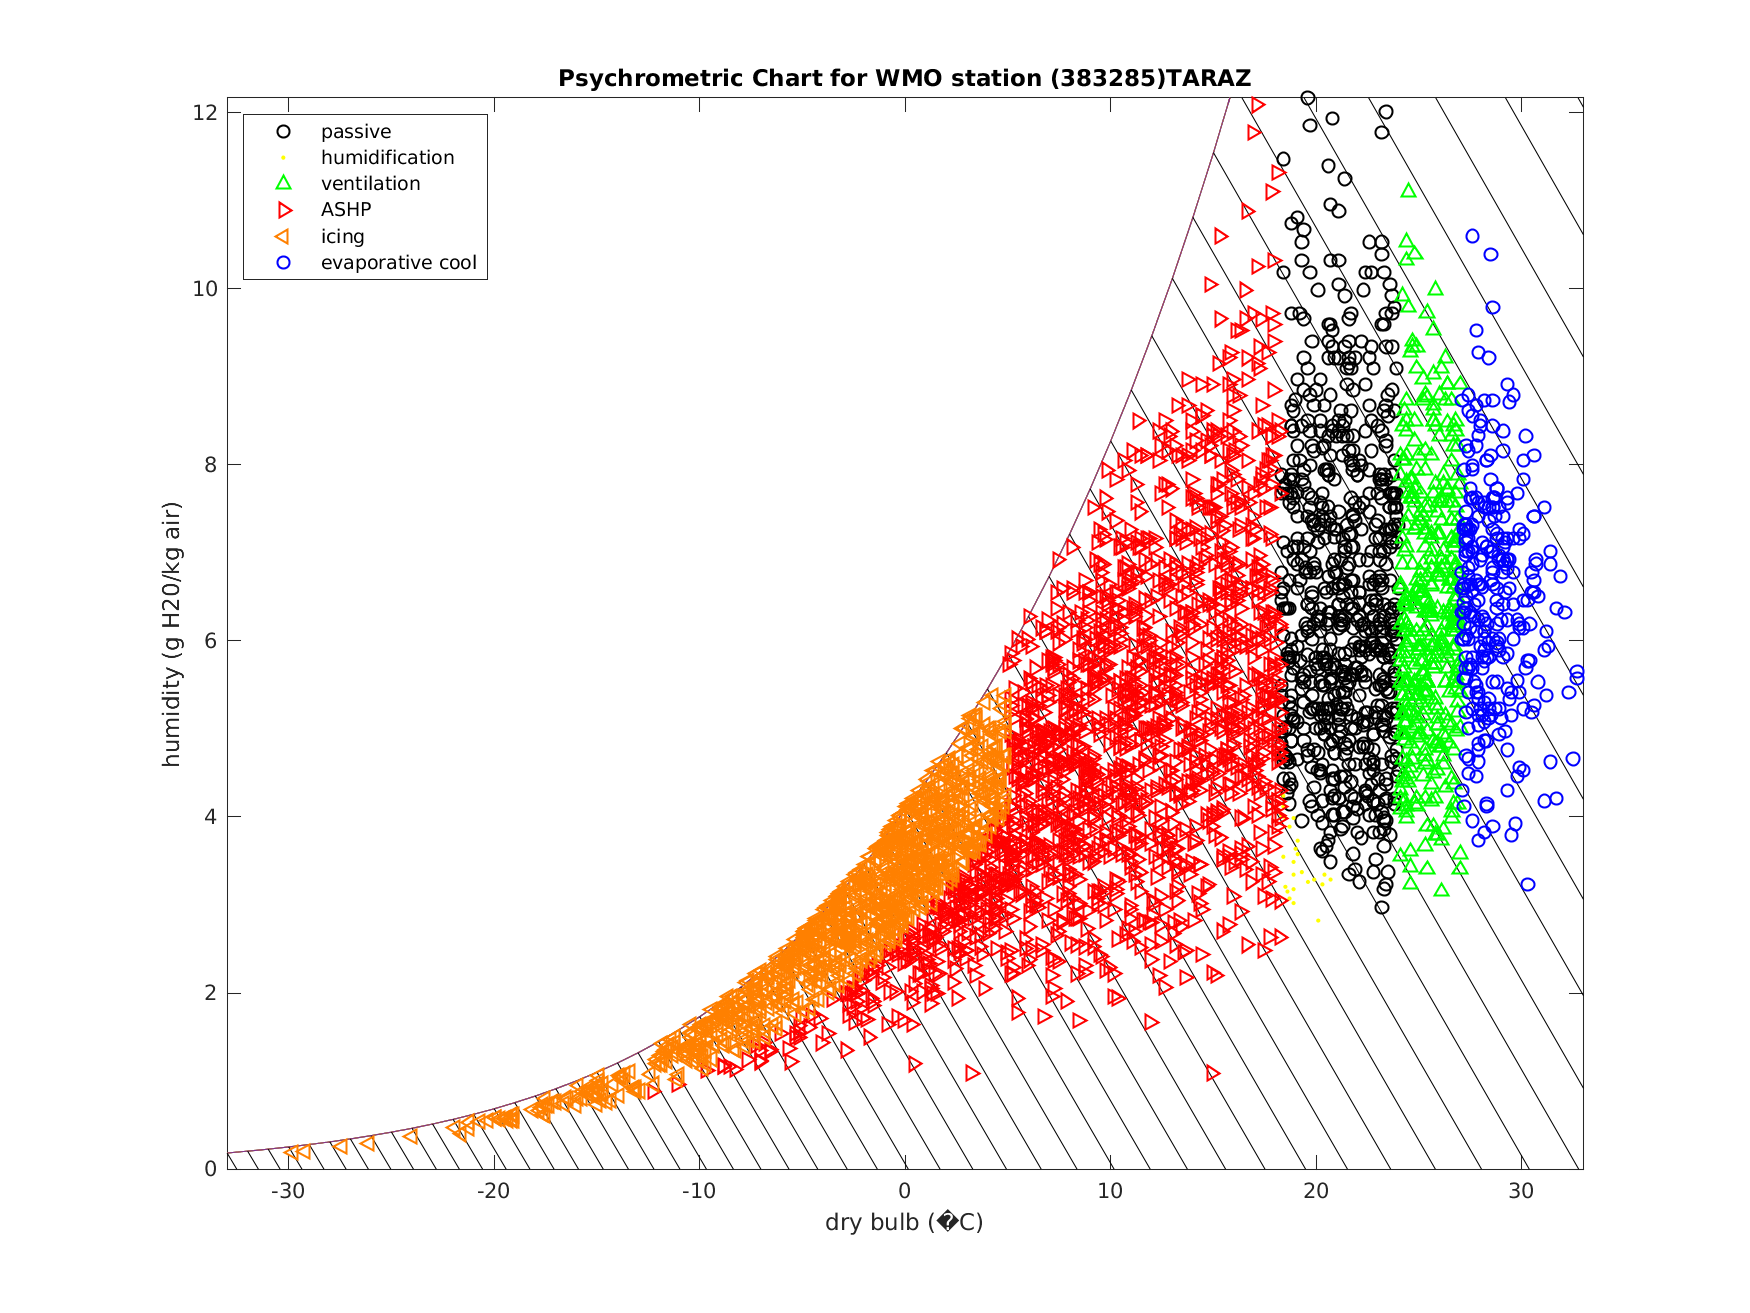 Psychrometric Chart for WMO station (383285)TARAZ
passive
humidification
ventilation
ASHP
icing
evaporative cool
humidity (g H20/kg air)
12
10
8
6
4
2
0
-30 -20 -10 0 10 20 30
dry bulb (�C)